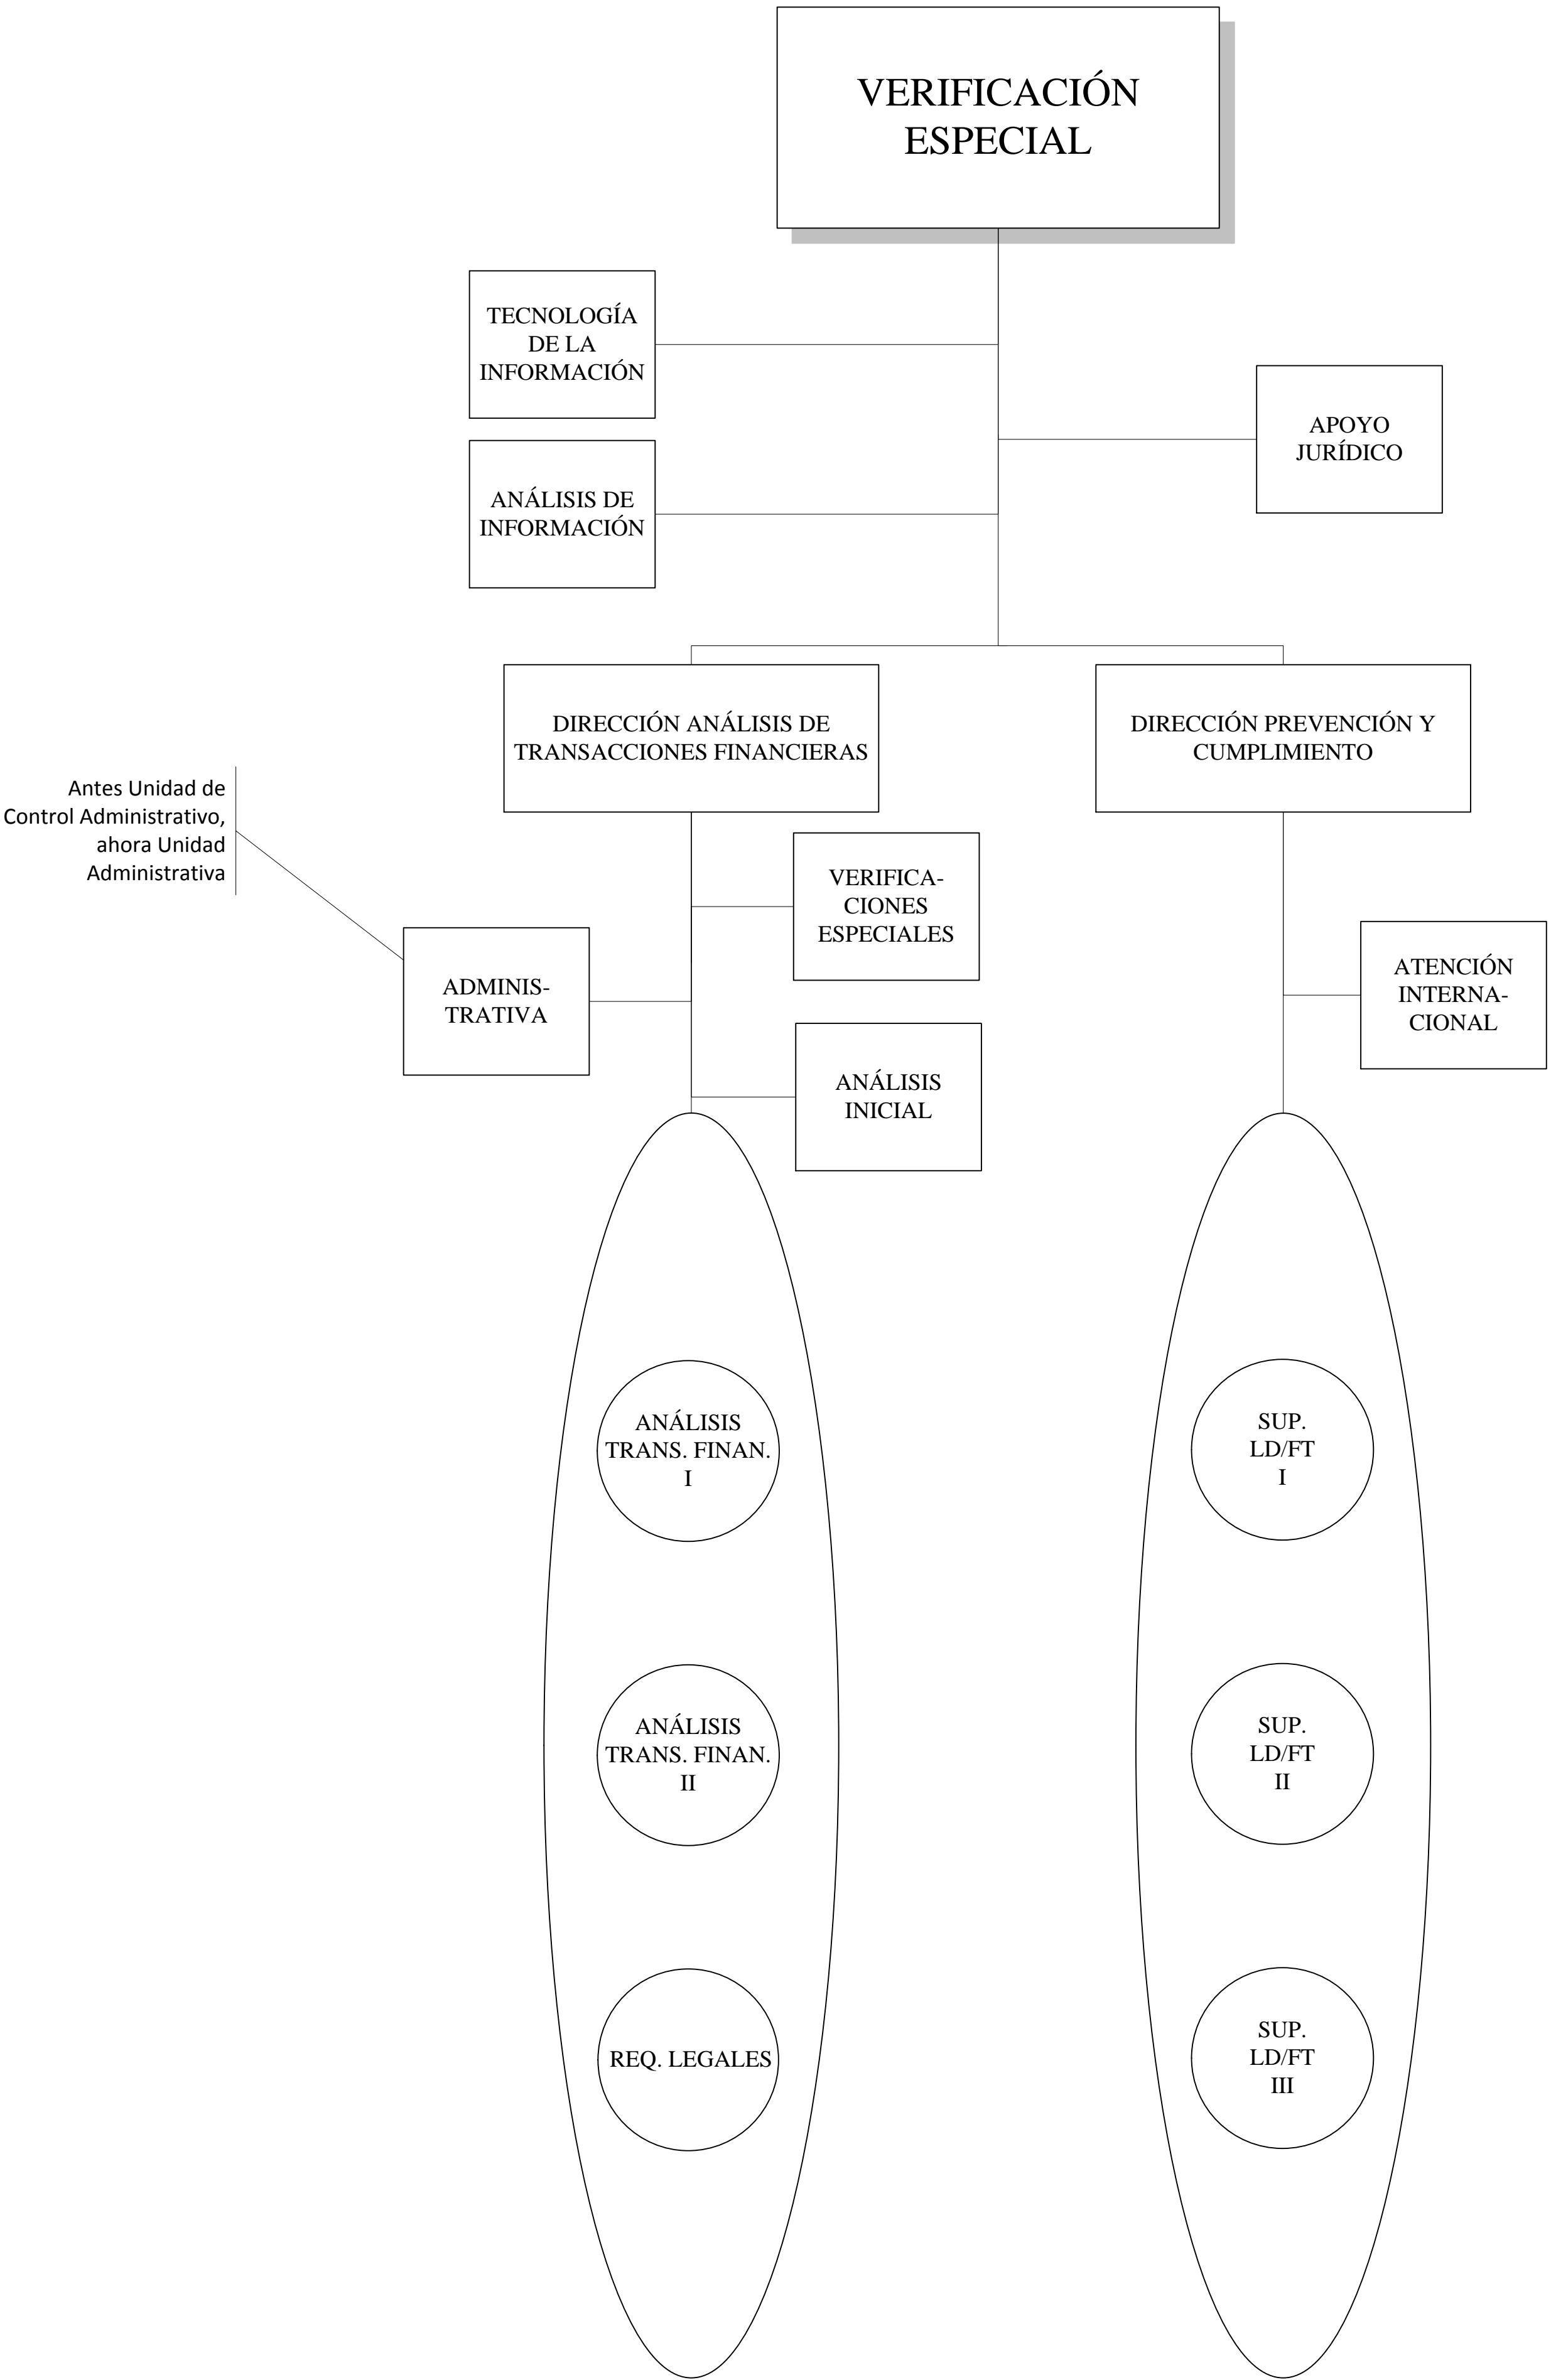 VERIFICACIÓN
ESPECIAL
TECNOLOGÍA
DE LA
INFORMACIÓN
APOYO
JURÍDICO
ANÁLISIS DE
INFORMACIÓN
DIRECCIÓN ANÁLISIS DE
TRANSACCIONES FINANCIERAS
DIRECCIÓN PREVENCIÓN Y
CUMPLIMIENTO
Antes Unidad de
Control Administrativo,
ahora Unidad
Administrativa
VERIFICA-
CIONES
ESPECIALES
ADMINIS-
TRATIVA
ATENCIÓN
INTERNA-
CIONAL
ANÁLISIS
INICIAL
ANÁLISIS
TRANS. FINAN.
I
SUP.
LD/FT
I
ANÁLISIS
TRANS. FINAN.
II
SUP.
LD/FT
II
REQ. LEGALES
SUP.
LD/FT
III